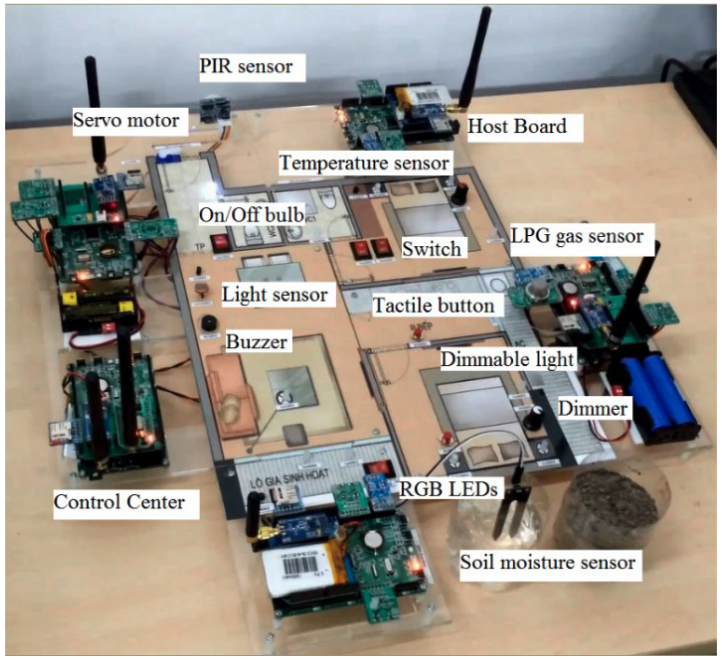 PIR sensor
Servo motor
Host Board
Temperature sensor
On/Off bulb
LPG gas sensor
Switch
TP
Light sensor
Tactile button
Buzzer
Dimmable light
Dimmer
LÔ GIA SINH HOẠT
RGB LEDs
Control Center
Soil moisture sensor